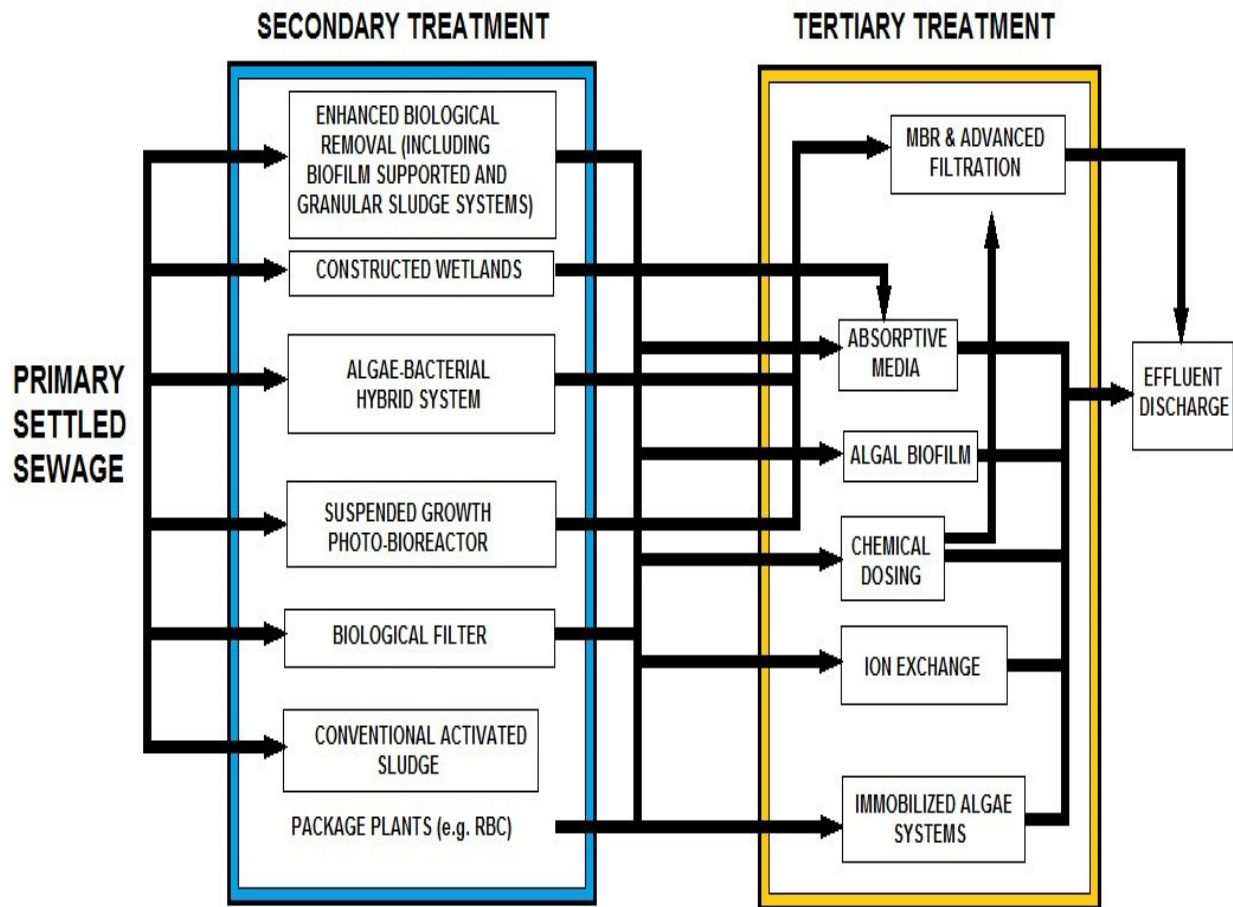 SECONDARY TREATMENT
TERTIARY TREATMENT
PRIMARY
SETTLED
SEWAGE
ENHANCED BIOLOGICAL
REMOVAL (INCLUDING
BIOFILM SUPPORTED AND
GRANULAR SLUDGE SYSTEMS)
CONSTRUCTED WETLANDS
ALGAE-BACTERIAL
HYBRID SYSTEM
SUSPENDED GROWTH
PHOTO-BIOREACTOR
BIOLOGICAL FILTER
CONVENTIONAL ACTIVATED
SLUDGE
PACKAGE PLANTS (e.g. RBC)
MBR & ADVANCED
FILTRATION
ABSORPTIVE
MEDIA
ALGAL BIOFILM
CHEMICAL
DOSING
ION EXCHANGE
IMMOBILIZED ALGAE
SYSTEMS
EFFLUENT
DISCHARGE